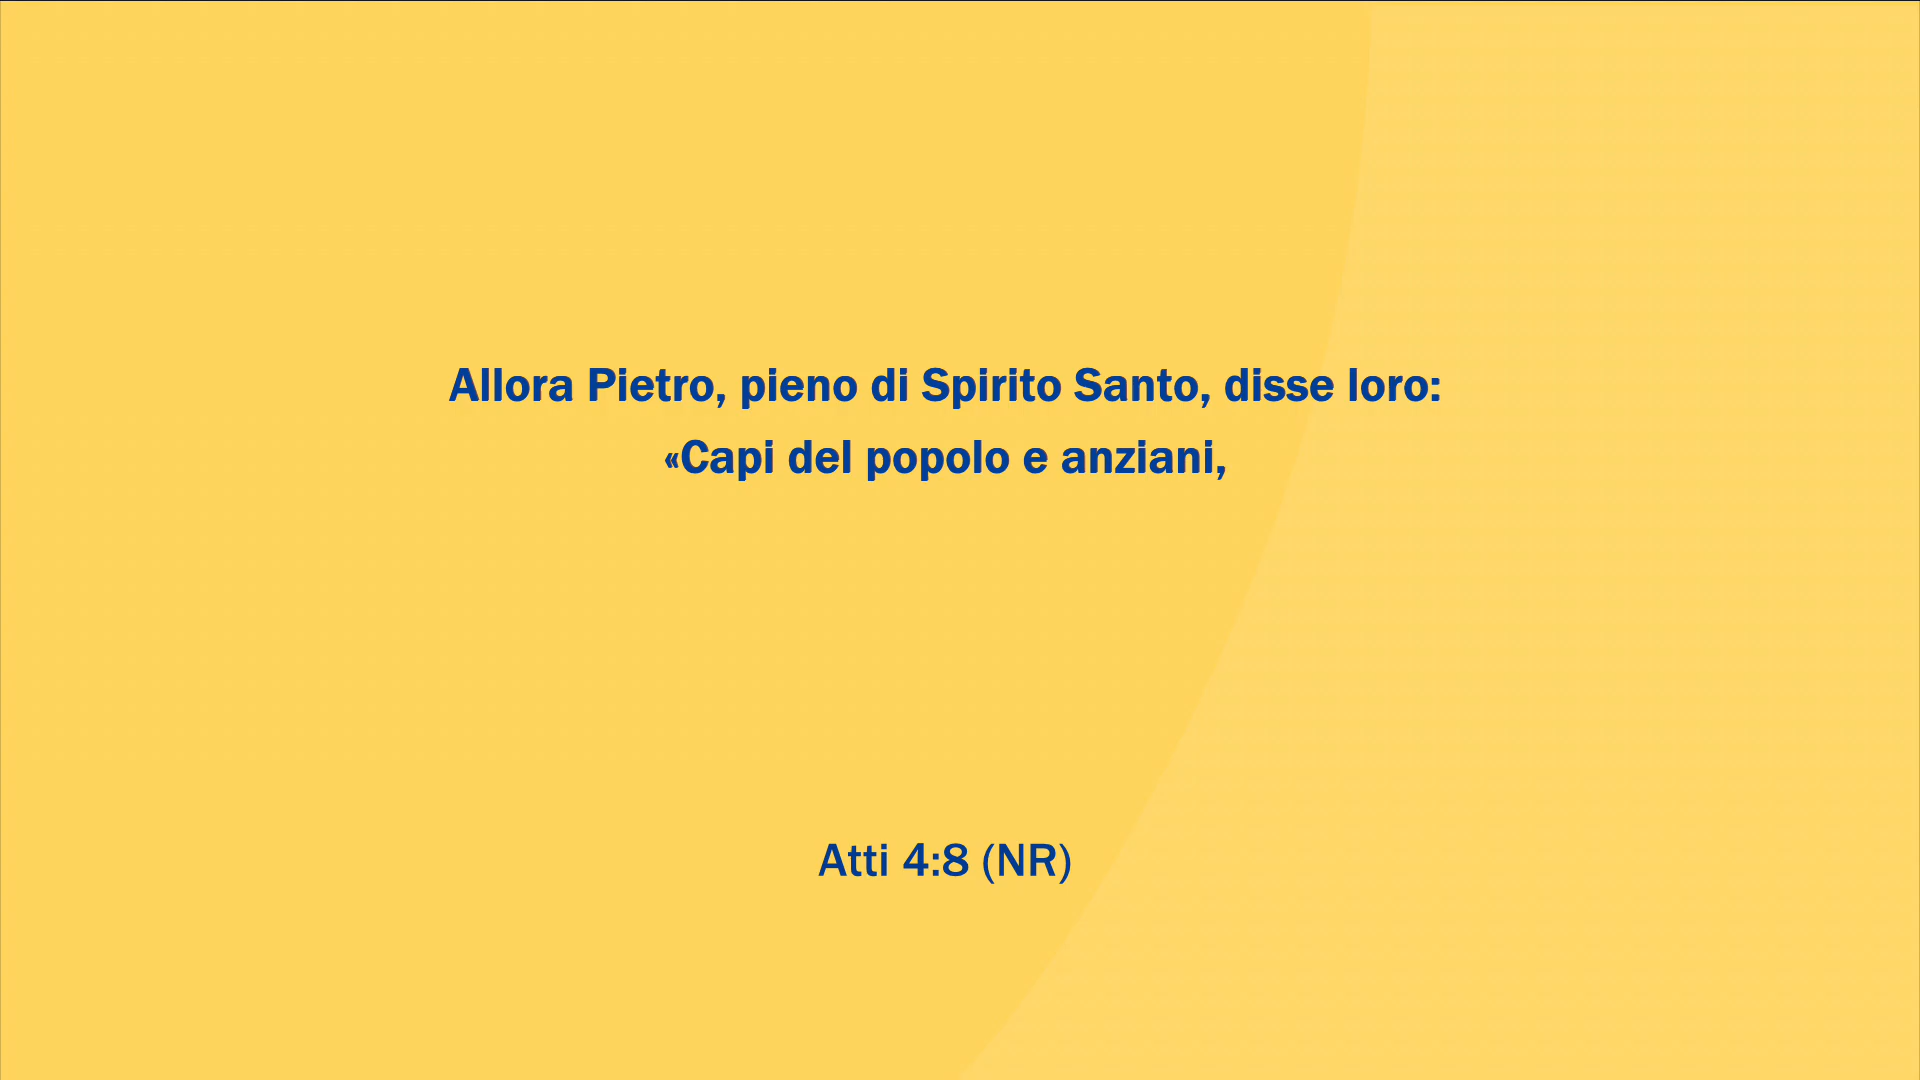 Allora Pietro, pieno di Spirito Santo, disse loro:
«Capi del popolo e anziani,
Atti 4:8 (NR)